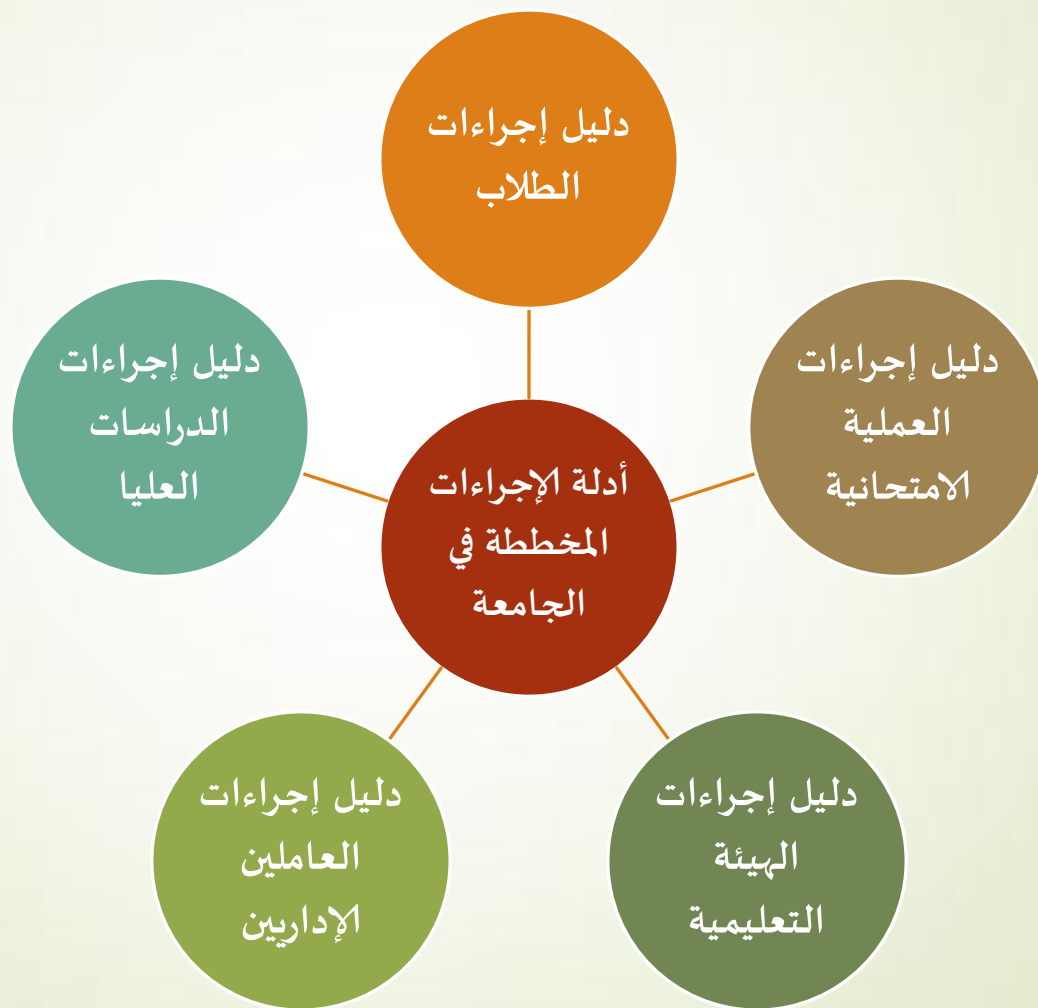 دليل إجراءات
الطلاب
دليل إجراءات
العملية
الامتحانية
دليل إجراءات
الهيئة
التعليمية
دليل إجراءات
العاملين
الإداريين
دليل إجراءات
الدراسات
العليا
أدلة الإجراءات
المخططة في
الجامعة